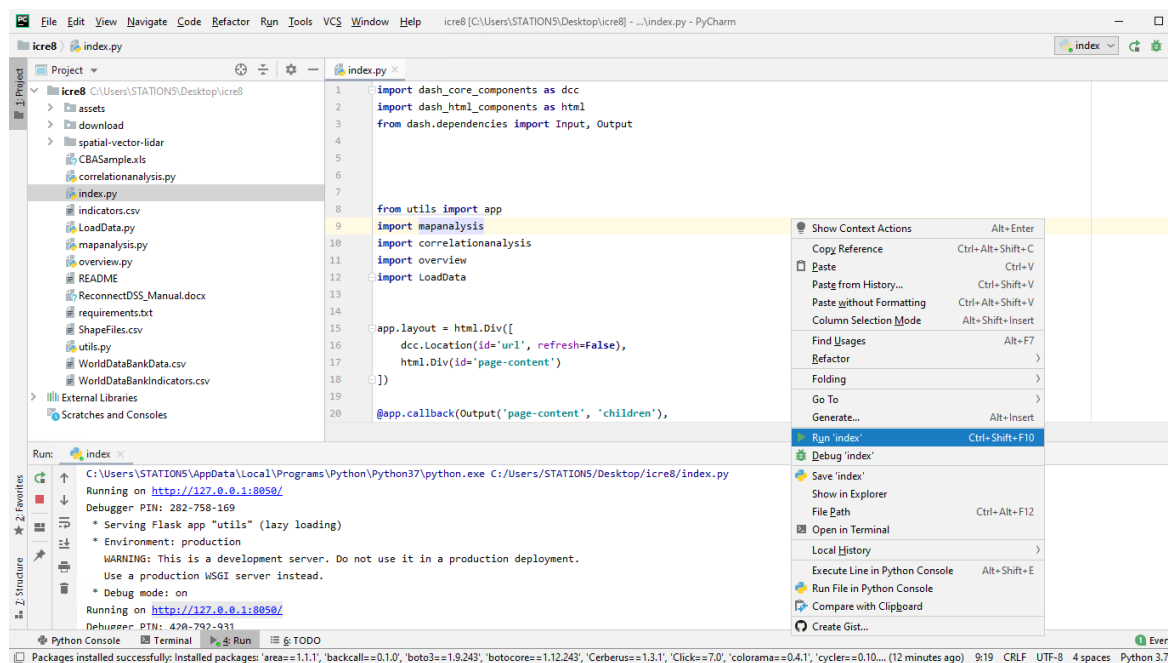 File Edit View Navigate Code Refactor Run Tools VCS Window Help icre8 [C:\Users\STATION5\Desktop\icre8] - ...\index.py - PyCharm
icre8 index.py index
1: Project
Project
index.py
icre8 C:\Users\STATION5\Desktop\icre8
assets
download
spatial-vector-lidar
CBASample.xls
correlationanalysis.py
index.py
indicators.csv
LoadData.py
mapanalysis.py
overview.py
README
ReconnectDSS_Manual.docx
requirements.txt
ShapeFiles.csv
utils.py
WorldDataBankData.csv
WorldDataBankIndicators.csv
External Libraries
Scratches and Consoles
1 import dash_core_components as dcc
2 import dash_html_components as html
3 from dash.dependencies import Input, Output
4
5
6
7
8 from utils import app
9 import mapanalysis
10 import correlationanalysis
11 import overview
12 import LoadData
13
14
15 app.layout = html.Div([
16 dcc.Location(id='url', refresh=False),
17 html.Div(id='page-content')
18 ])
19
20 @app.callback(Output('page-content', 'children'),
Show Context Actions Alt+Enter
Copy Reference Ctrl+Alt+Shift+C
Paste Ctrl+V
Paste from History... Ctrl+Shift+V
Paste without Formatting Ctrl+Alt+Shift+V
Column Selection Mode Alt+Shift+Insert
Find Usages Alt+F7
Refactor
Folding
Go To
Generate... Alt+Insert
Run 'index' Ctrl+Shift+F10
Debug 'index'
Save 'index'
Show in Explorer
File Path Ctrl+Alt+F12
Open in Terminal
Local History
Execute Line in Python Console Alt+Shift+E
Run File in Python Console
Compare with Clipboard
Create Gist...
Run: index
2: Favorites
7: Structure
C:\Users\STATION5\AppData\Local\Programs\Python\Python37\python.exe C:/Users/STATION5/Desktop/icre8/index.py
Running on http://127.0.0.1:8050/
Debugger PIN: 282-758-169
* Serving Flask app "utils" (lazy loading)
* Environment: production
WARNING: This is a development server. Do not use it in a production deployment.
Use a production WSGI server instead.
* Debug mode: on
Running on http://127.0.0.1:8050/
Debugger PIN: 420-792-931
Python Console Terminal 4: Run 6: TODO 1 Ever
Packages installed successfully: Installed packages: 'area==1.1.1', 'backcall==0.1.0', 'boto3==1.9.243', 'botocore==1.12.243', 'Cerberus==1.3.1', 'Click==7.0', 'colorama==0.4.1', 'cycler==0.10.... (12 minutes ago) 9:19 CRLF UTF-8 4 spaces Python 3.7